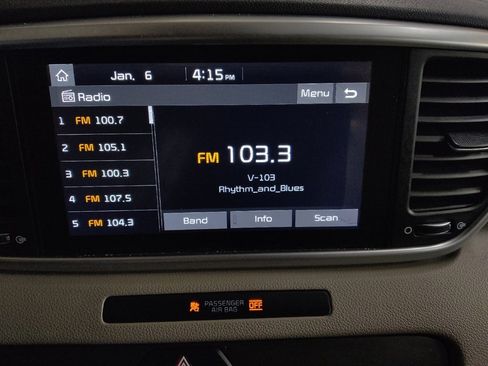 Jan. 6 4:15 PM
Radio Menu
1 FM 100.7
2 FM 105.1
3 FM 100.3
4 FM 107.5
5 FM 104.3
FM 103.3
V-103
Rhythm_and_Blues
Band Info Scan
PASSENGER
AIR BAG
OFF